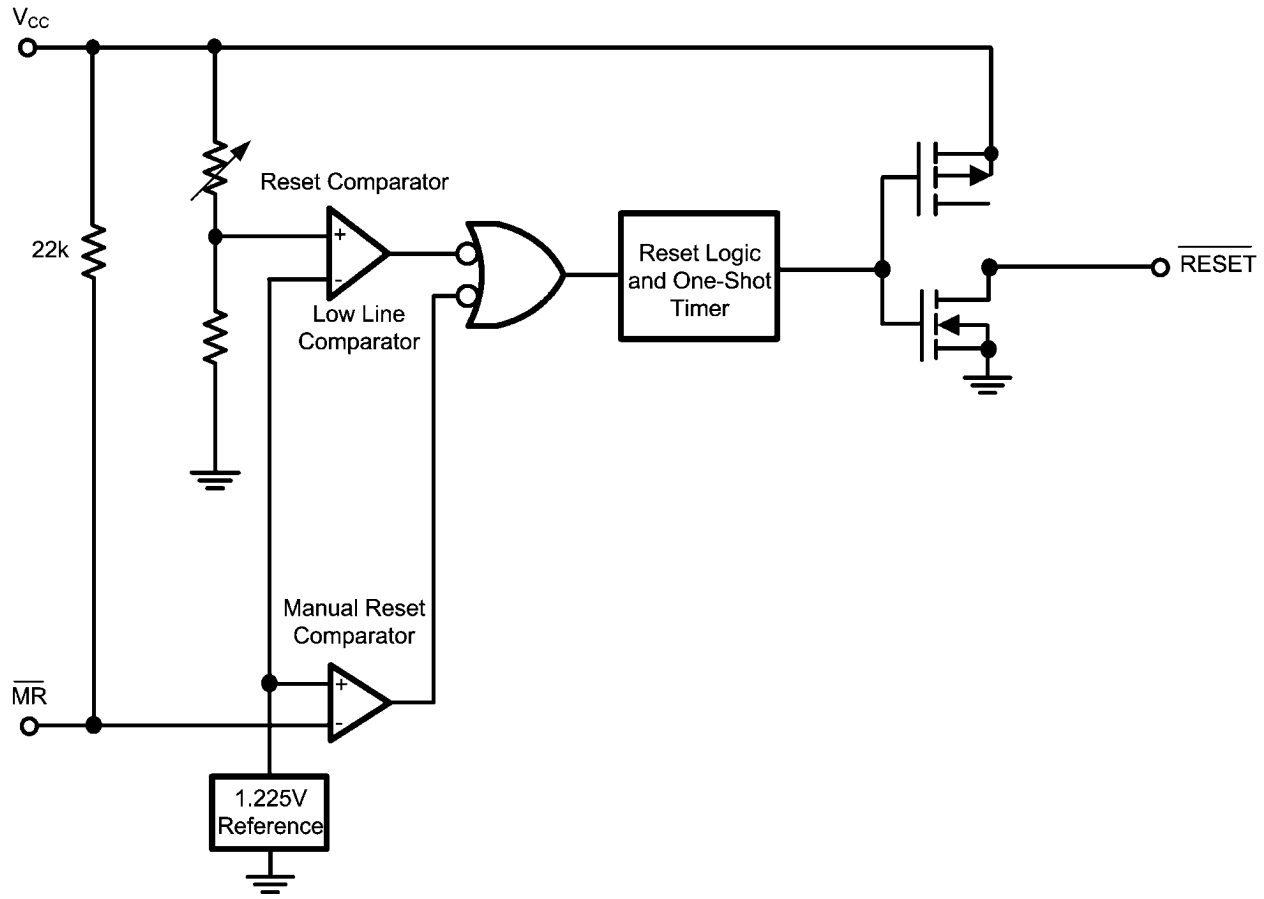 VCC
Reset Comparator
+
-
22k
Low Line
Comparator
Reset Logic
and One-Shot
Timer
RESET
Manual Reset
Comparator
+
-
MR
1.225V
Reference